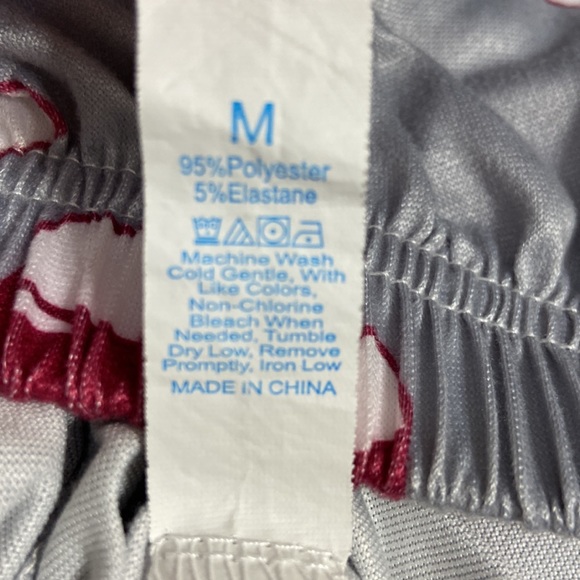 M
95%Polyester
5%Elastane
Machine Wash
Cold Gentle, With
Like Colors,
Non-Chlorine
Bleach When
Needed, Tumble
Dry Low, Remove
Promptly, Iron Low
MADE IN CHINA